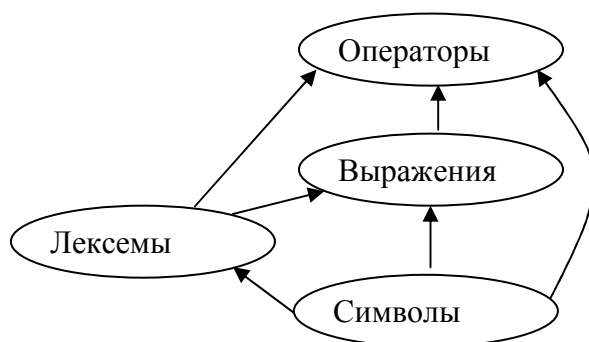 Операторы
Выражения
Лексемы
Символы